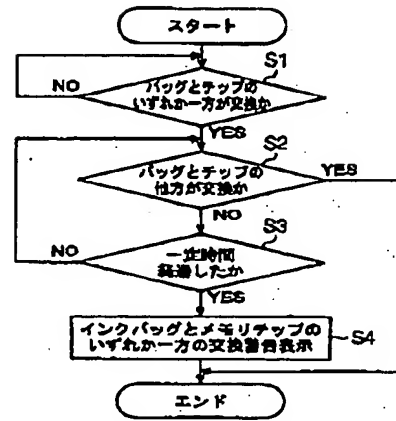 スタート
S1
バッグとチップの
いずれか一方が交換か
NO
YES
S2
バッグとチップの
他方が交換か
YES
NO
S3
一定時間
経過したか
NO
YES
インクバッグとメモリチップの
いずれか一方の交換警告表示
S4
エンド